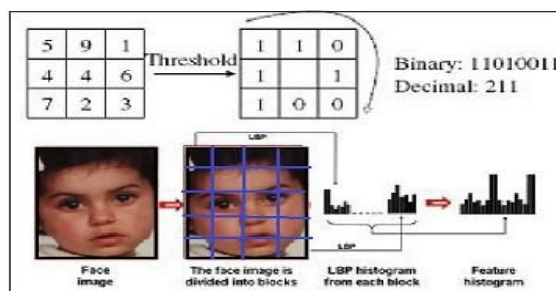 5 9 1
4 4 6
7 2 3
Threshold
1 1 0
1 1
1 0 0
Binary: 11010011
Decimal: 211
LBP
LBP
Face
image
The face image is
divided into blocks
LBP histogram
from each block
Feature
histogram